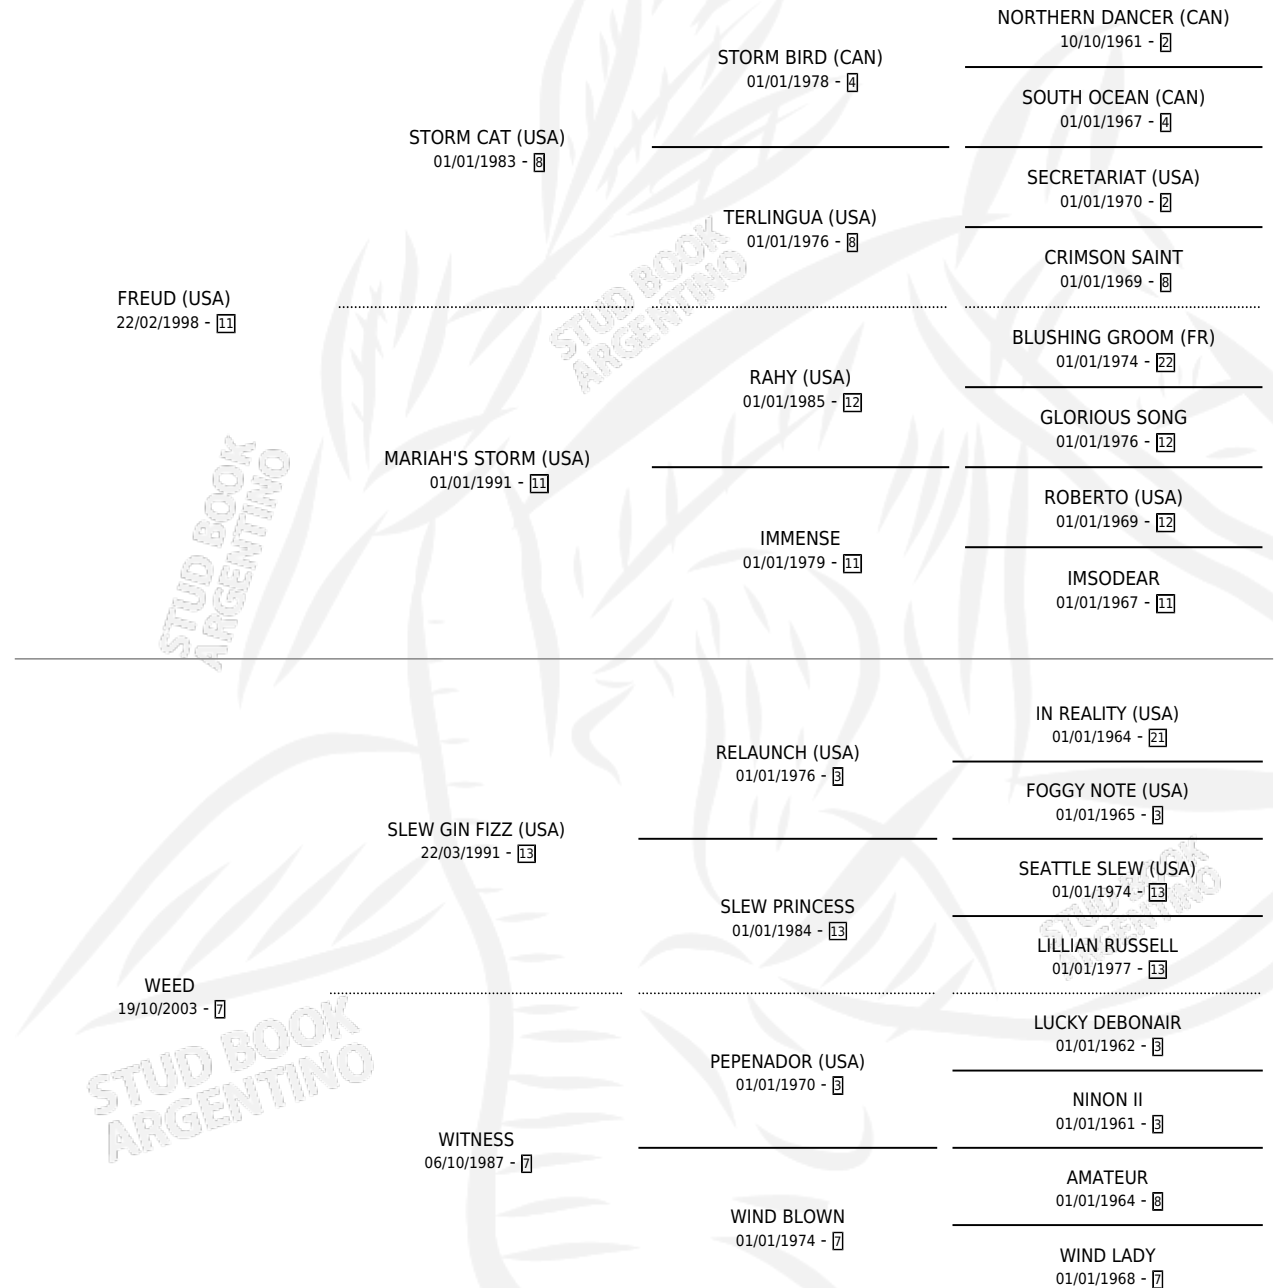 NORTHERN DANCER (CAN)
10/10/1961 - 2
STORM BIRD (CAN)
01/01/1978 - 4
SOUTH OCEAN (CAN)
01/01/1967 - 4
STORM CAT (USA)
01/01/1983 - 8
SECRETARIAT (USA)
01/01/1970 - 2
TERLINGUA (USA)
01/01/1976 - 8
CRIMSON SAINT
01/01/1969 - 8
FREUD (USA)
22/02/1998 - 11
STUD BOOK
ARGENTINO
BLUSHING GROOM (FR)
01/01/1974 - 22
RAHY (USA)
01/01/1985 - 12
GLORIOUS SONG
01/01/1976 - 12
MARIAH'S STORM (USA)
01/01/1991 - 11
ROBERTO (USA)
01/01/1969 - 12
IMMENSE
01/01/1979 - 11
IMSODEAR
01/01/1967 - 11
STUD BOOK
ARGENTINO
IN REALITY (USA)
01/01/1964 - 21
RELAUNCH (USA)
01/01/1976 - 3
FOGGY NOTE (USA)
01/01/1965 - 3
SLEW GIN FIZZ (USA)
22/03/1991 - 13
SEATTLE SLEW (USA)
01/01/1974 - 13
SLEW PRINCESS
01/01/1984 - 13
LILLIAN RUSSELL
01/01/1977 - 13
STUD BOOK
ARGENTINO
WEED
19/10/2003 - 7
LUCKY DEBONAIR
01/01/1962 - 3
PEPENADOR (USA)
01/01/1970 - 3
NINON II
01/01/1961 - 3
STUD BOOK
ARGENTINO
WITNESS
06/10/1987 - 7
AMATEUR
01/01/1964 - 8
WIND BLOWN
01/01/1974 - 7
WIND LADY
01/01/1968 - 7